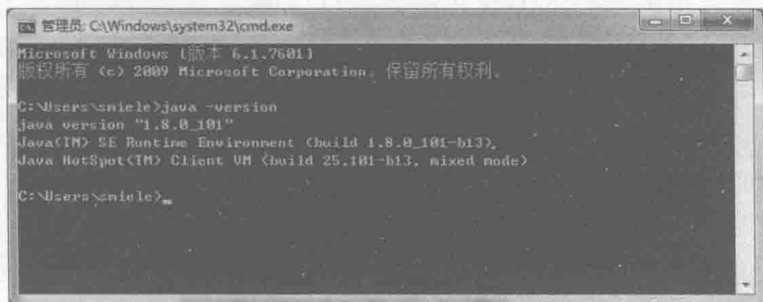 管理员: C:\Windows\system32\cmd.exe
Microsoft Windows [版本 6.1.7601]
版权所有 (c) 2009 Microsoft Corporation。保留所有权利。
C:\Users\smiele>java -version
java version "1.8.0_101"
Java(TM) SE Runtime Environment (build 1.8.0_101-b13)
Java HotSpot(TM) Client VM (build 25.101-b13, mixed mode)
C:\Users\smiele>